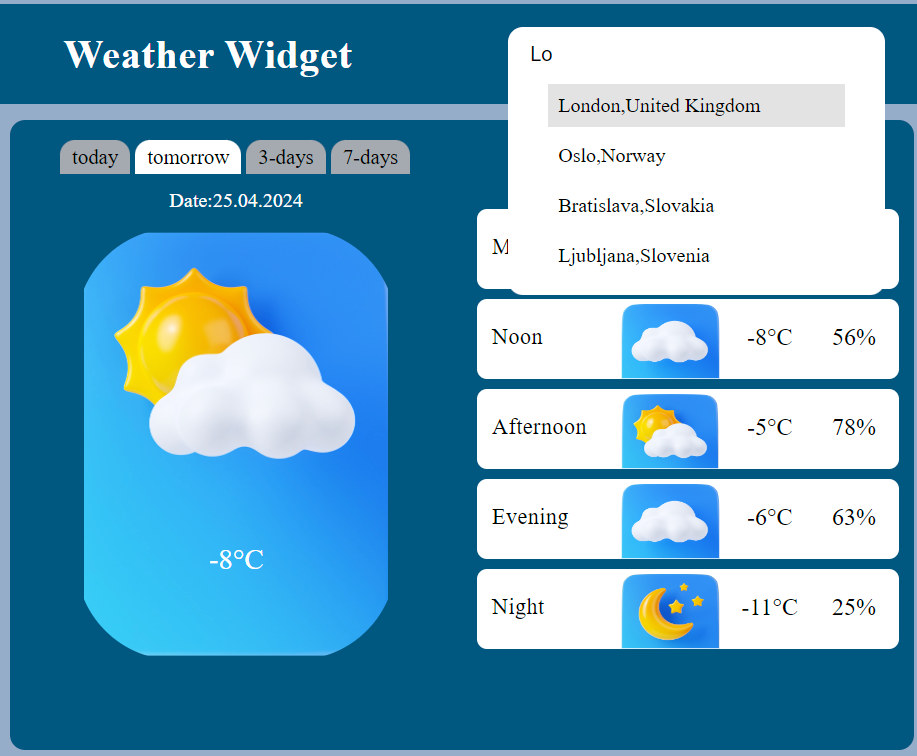 Weather Widget
Lo
London,United Kingdom
Oslo,Norway
Bratislava,Slovakia
Ljubljana,Slovenia
today tomorrow 3-days 7-days
Date:25.04.2024
-8°C
M
Noon -8°C 56%
Afternoon -5°C 78%
Evening -6°C 63%
Night -11°C 25%